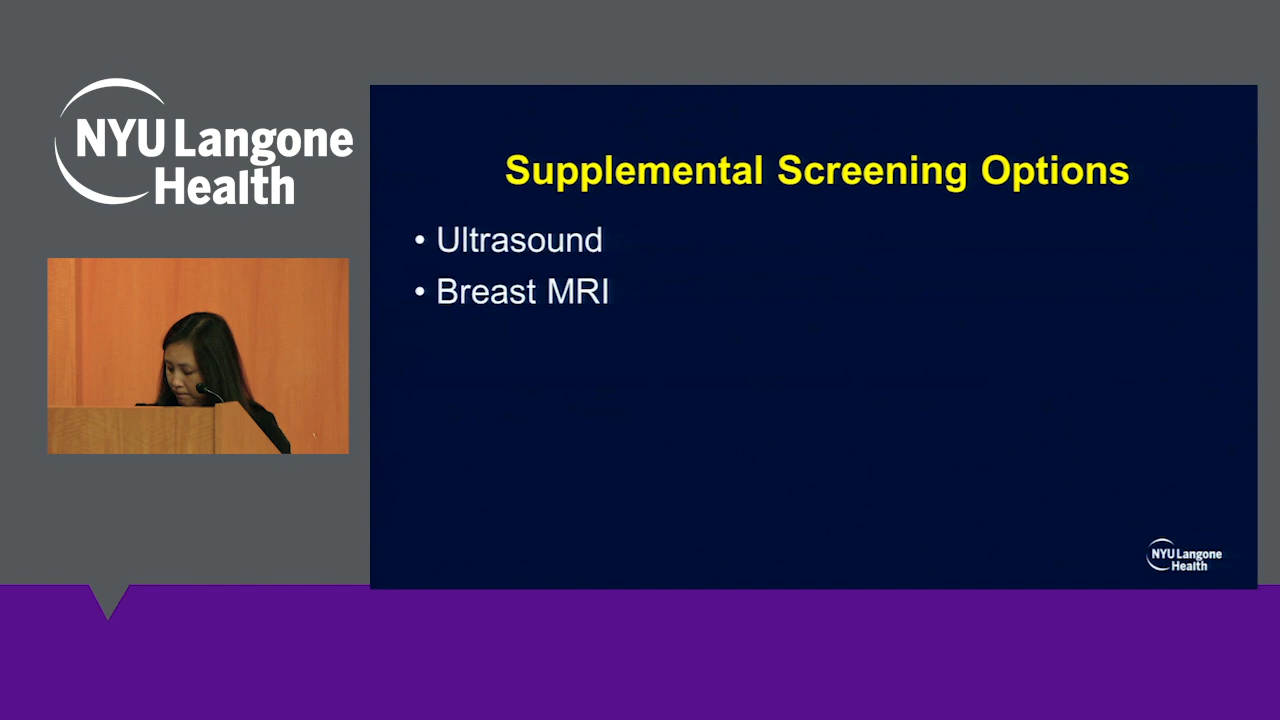 NYU Langone
Health
Supplemental Screening Options
• Ultrasound
• Breast MRI
NYU Langone
Health